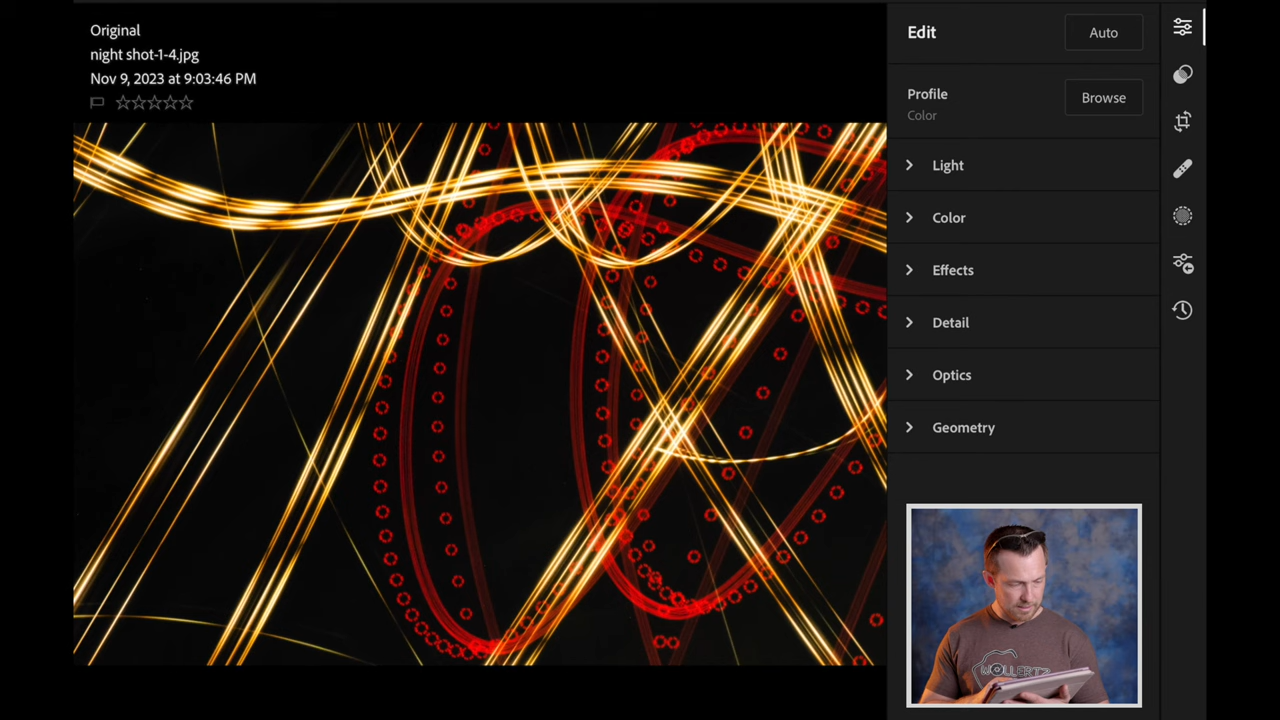 Original
night shot-1-4.jpg
Nov 9, 2023 at 9:03:46 PM
Edit
Auto
Profile
Color
Browse
Light
Color
Effects
Detail
Optics
Geometry
WOLLERTZ